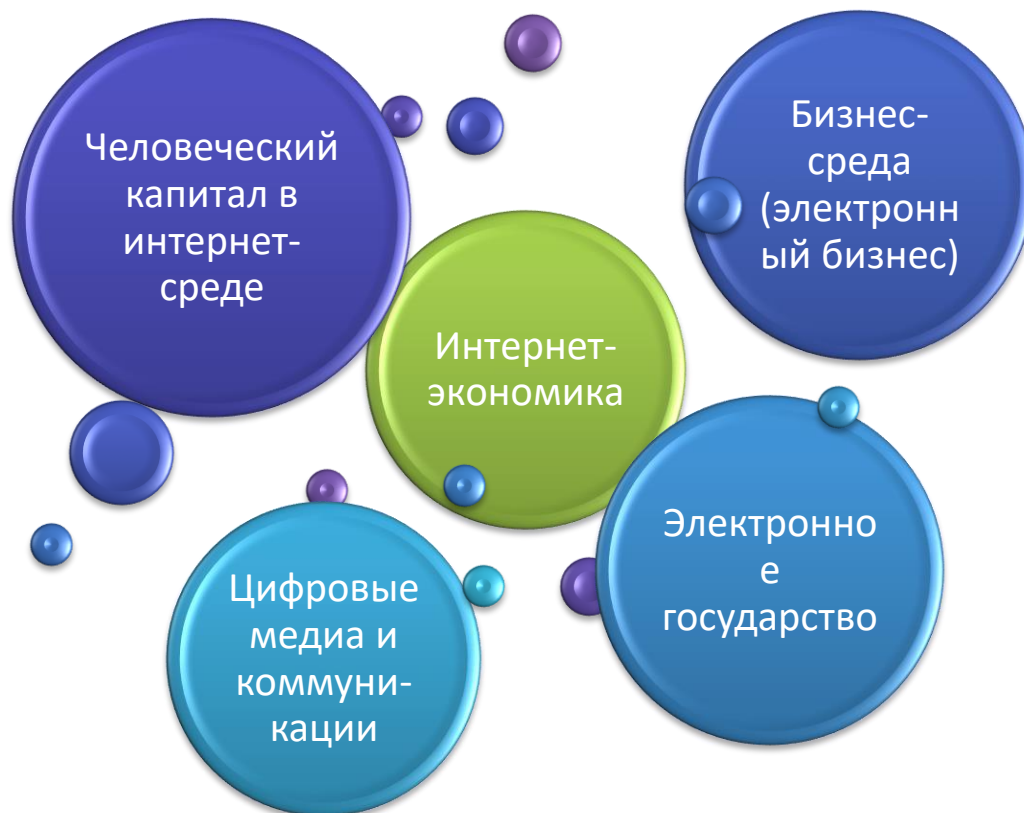 Человеческий
капитал в
интернет-
среде
Бизнес-
среда
(электронн
ый бизнес)
Интернет-
экономика
Электронно
е
государство
Цифровые
медиа и
коммуни-
кации